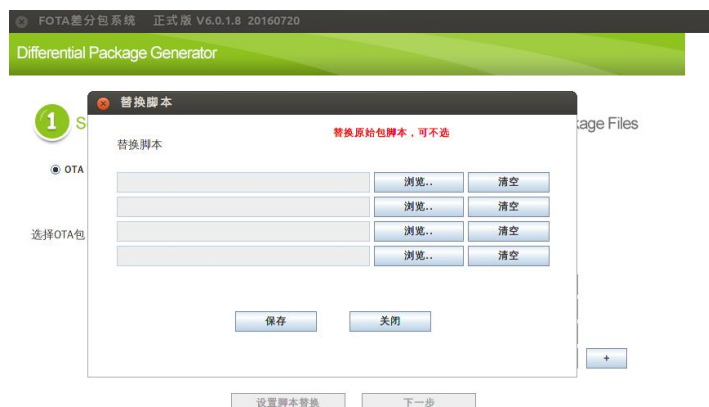 FOTA差分包系统 正式版 V6.0.1.8 20160720
Differential Package Generator
替换脚本
1 S
kage Files
替换脚本
替换原始包脚本，可不选
OTA
浏览.. 清空
浏览.. 清空
选择OTA包
浏览.. 清空
浏览.. 清空
保存 关闭
+
设置脚本替换 下一步